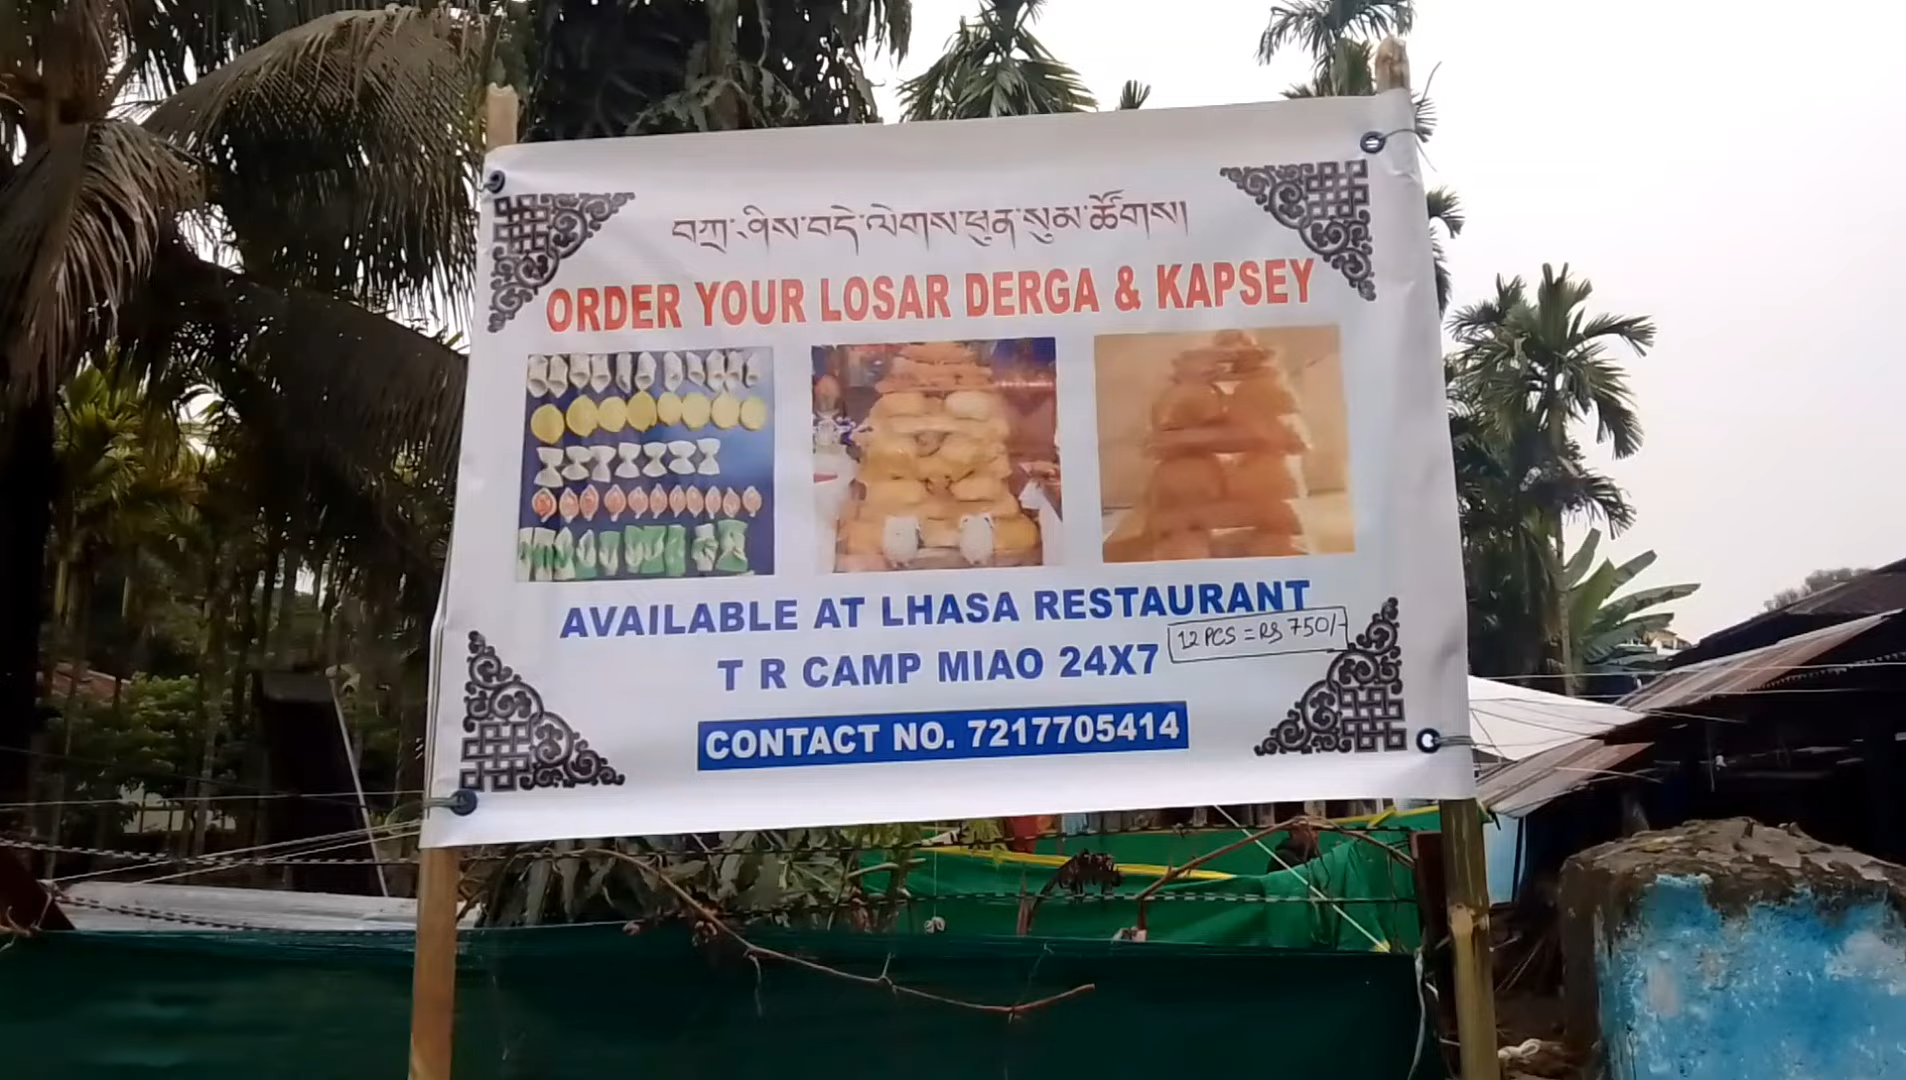 བཀྲ་ཤིས་བདེ་ལེགས་ཕུན་སུམ་ཚོགས།
ORDER YOUR LOSAR DERGA & KAPSEY
AVAILABLE AT LHASA RESTAURANT
12 PCS = RS 750/-
T R CAMP MIAO 24X7
CONTACT NO. 7217705414